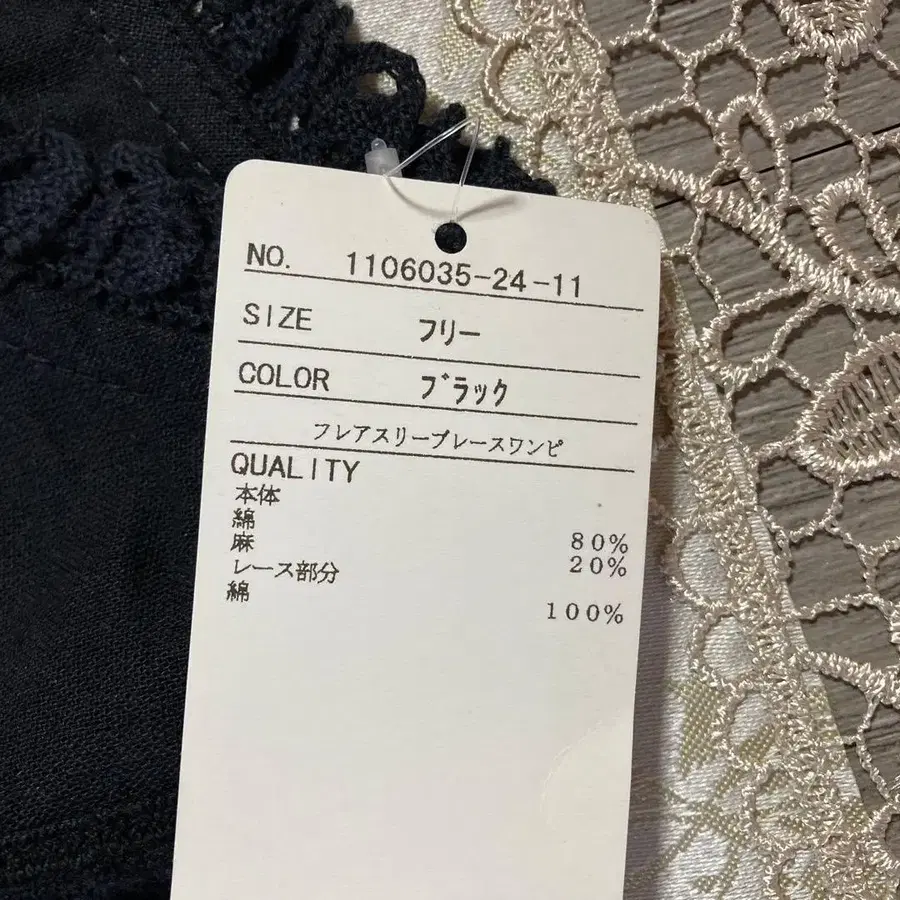 NO. 1106035-24-11
SIZE フリー
COLOR ブラック
フレアスリーブレースワンピ
QUALITY
本体
綿 80%
麻 20%
レース部分
綿 100%